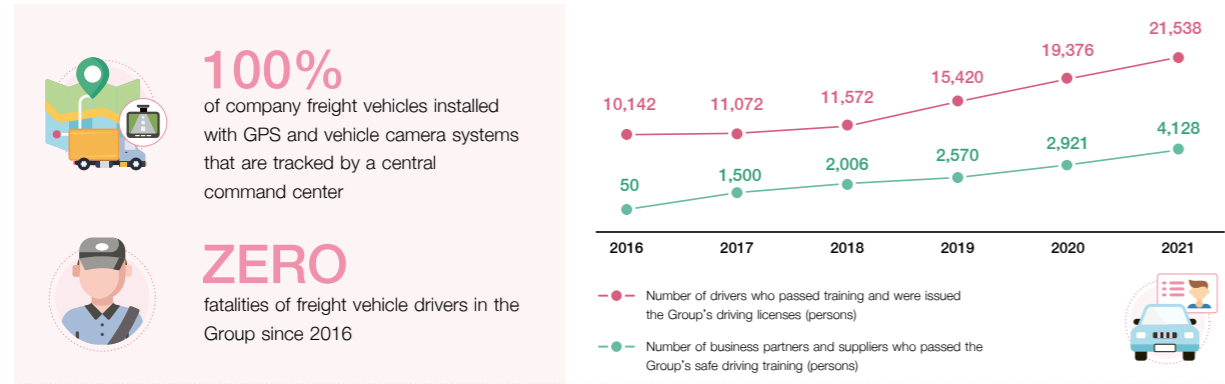 100%
of company freight vehicles installed
with GPS and vehicle camera systems
that are tracked by a central
command center
ZERO
fatalities of freight vehicle drivers in the
Group since 2016
10,142 11,072 11,572 15,420 19,376 21,538
50 1,500 2,006 2,570 2,921 4,128
2016 2017 2018 2019 2020 2021
Number of drivers who passed training and were issued
the Group's driving licenses (persons)
Number of business partners and suppliers who passed the
Group's safe driving training (persons)